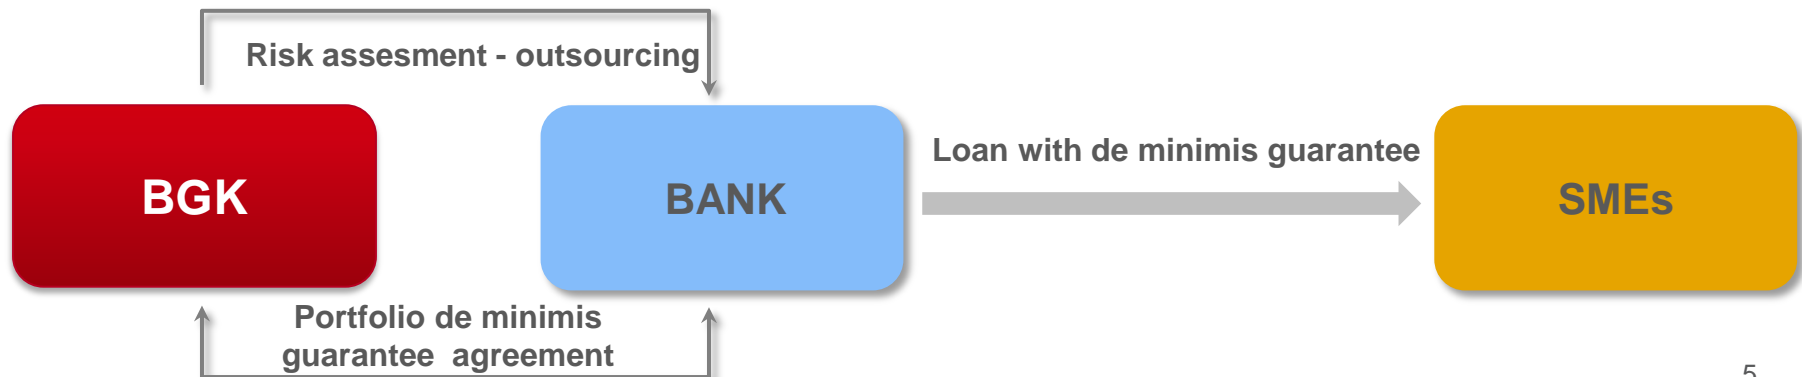 Risk assesment - outsourcing
BGK
BANK
Loan with de minimis guarantee
SMEs
Portfolio de minimis
guarantee agreement
5